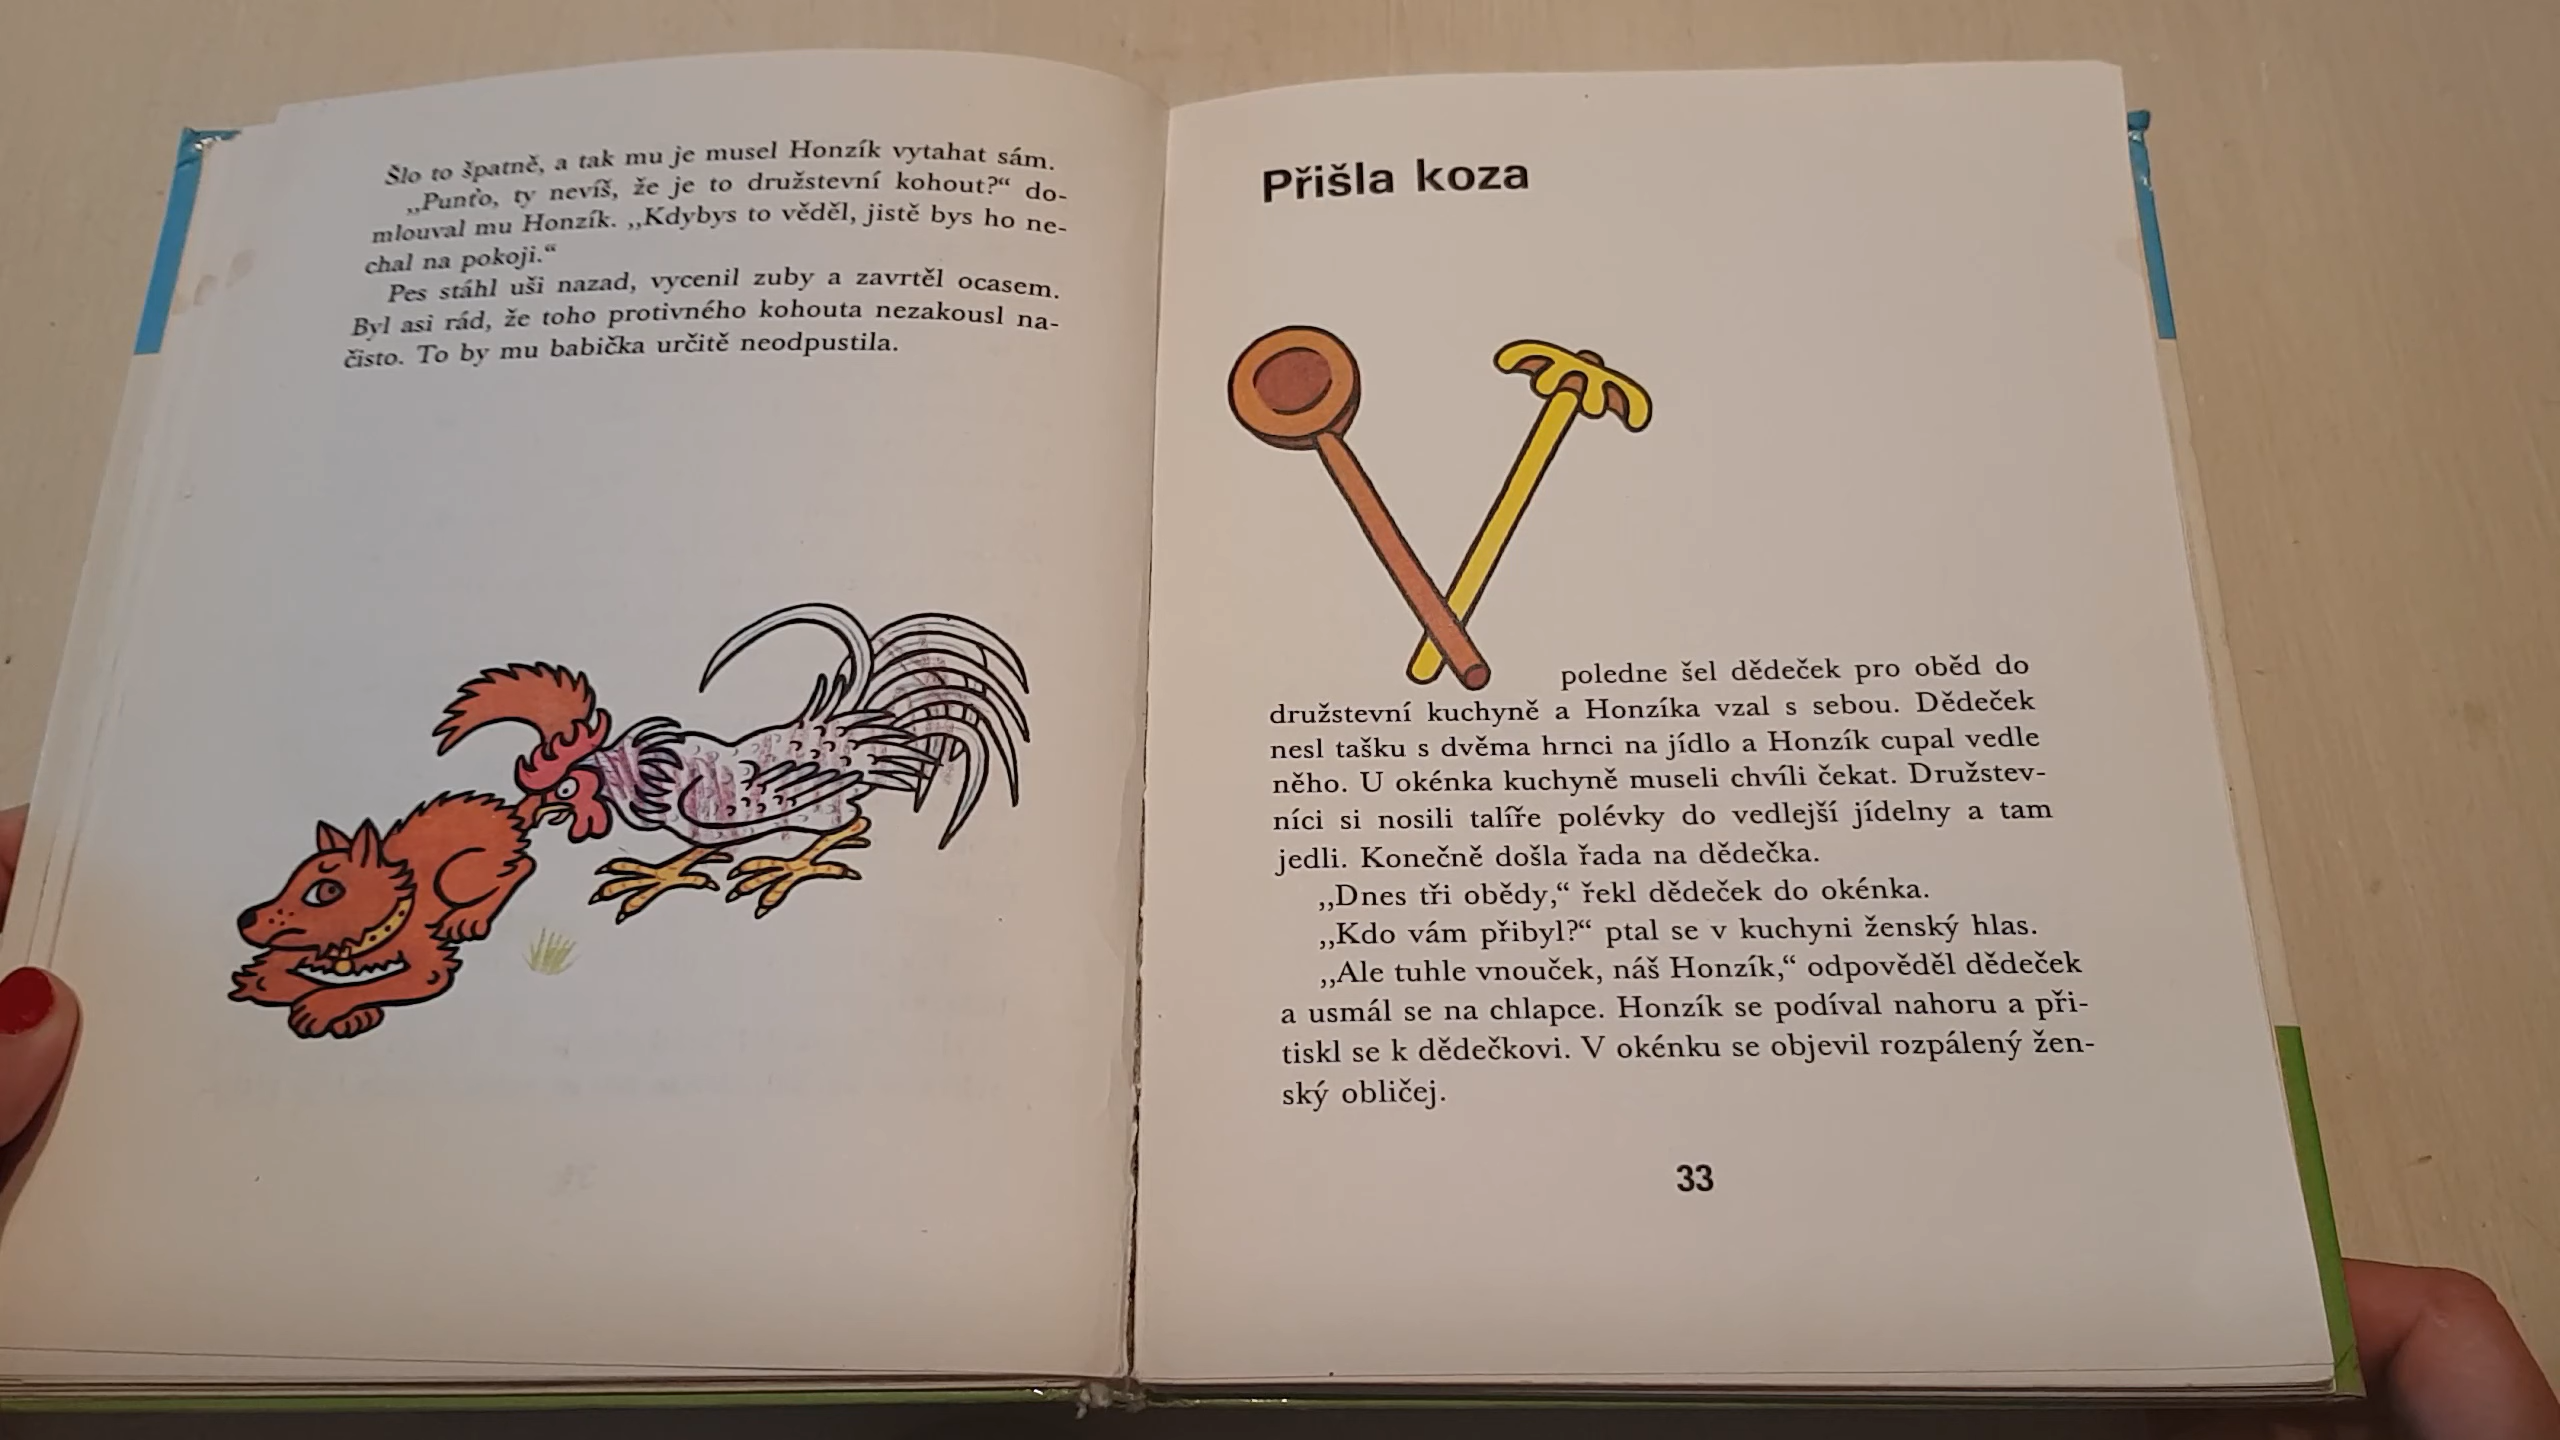 Šlo to špatně, a tak mu je musel Honzík vytahat sám.
,,Punťo, ty nevíš, že je to družstevní kohout?“ do-
mlouval mu Honzík. ,,Kdybys to věděl, jistě bys ho ne-
chal na pokoji.“
Pes stáhl uši nazad, vycenil zuby a zavrtěl ocasem.
Byl asi rád, že toho protivného kohouta nezakousl na-
čisto. To by mu babička určitě neodpustila.
Přišla koza
V poledne šel dědeček pro oběd do
družstevní kuchyně a Honzíka vzal s sebou. Dědeček
nesl tašku s dvěma hrnci na jídlo a Honzík cupal vedle
něho. U okénka kuchyně museli chvíli čekat. Družstev-
níci si nosili talíře polévky do vedlejší jídelny a tam
jedli. Konečně došla řada na dědečka.
,,Dnes tři obědy,“ řekl dědeček do okénka.
,,Kdo vám přibyl?“ ptal se v kuchyni ženský hlas.
,,Ale tuhle vnouček, náš Honzík,“ odpověděl dědeček
a usmál se na chlapce. Honzík se podíval nahoru a při-
tiskl se k dědečkovi. V okénku se objevil rozpálený žen-
ský obličej.
33